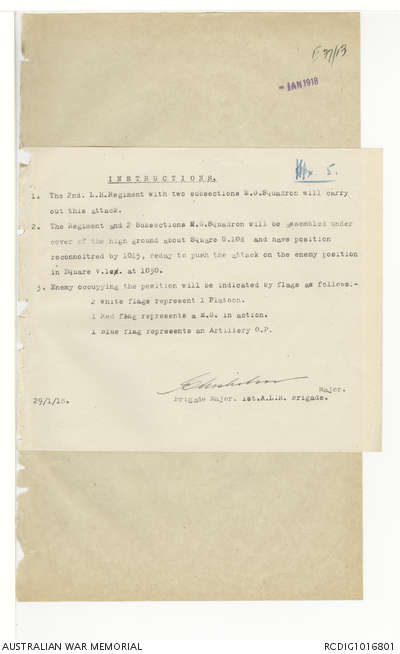 E 37/13
JAN 1918
INSTRUCTIONS.
Apx. 5.
1. The 2nd. L.H.Regiment with two subsections M.G.Squadron will carry
out this attack.
2. The Regiment and 2 Subsections M.G.Squadron will be assembled under
cover of the high ground about Square and have position
reconnoitred by 1015, ready to push the attack on the enemy position
in Square at 1030.
3. Enemy occupying the position will be indicated by flags as follows:-
2 white flags represent 1 Platoon.
1 Red flag represents a M.G. in action.
1 Blue flag represents an Artillery O.P.
Chisholm
Major.
29/1/18.
Brigade Major. 1st.A.L.H. Brigade.
AUSTRALIAN WAR MEMORIAL
RCDIG1016801